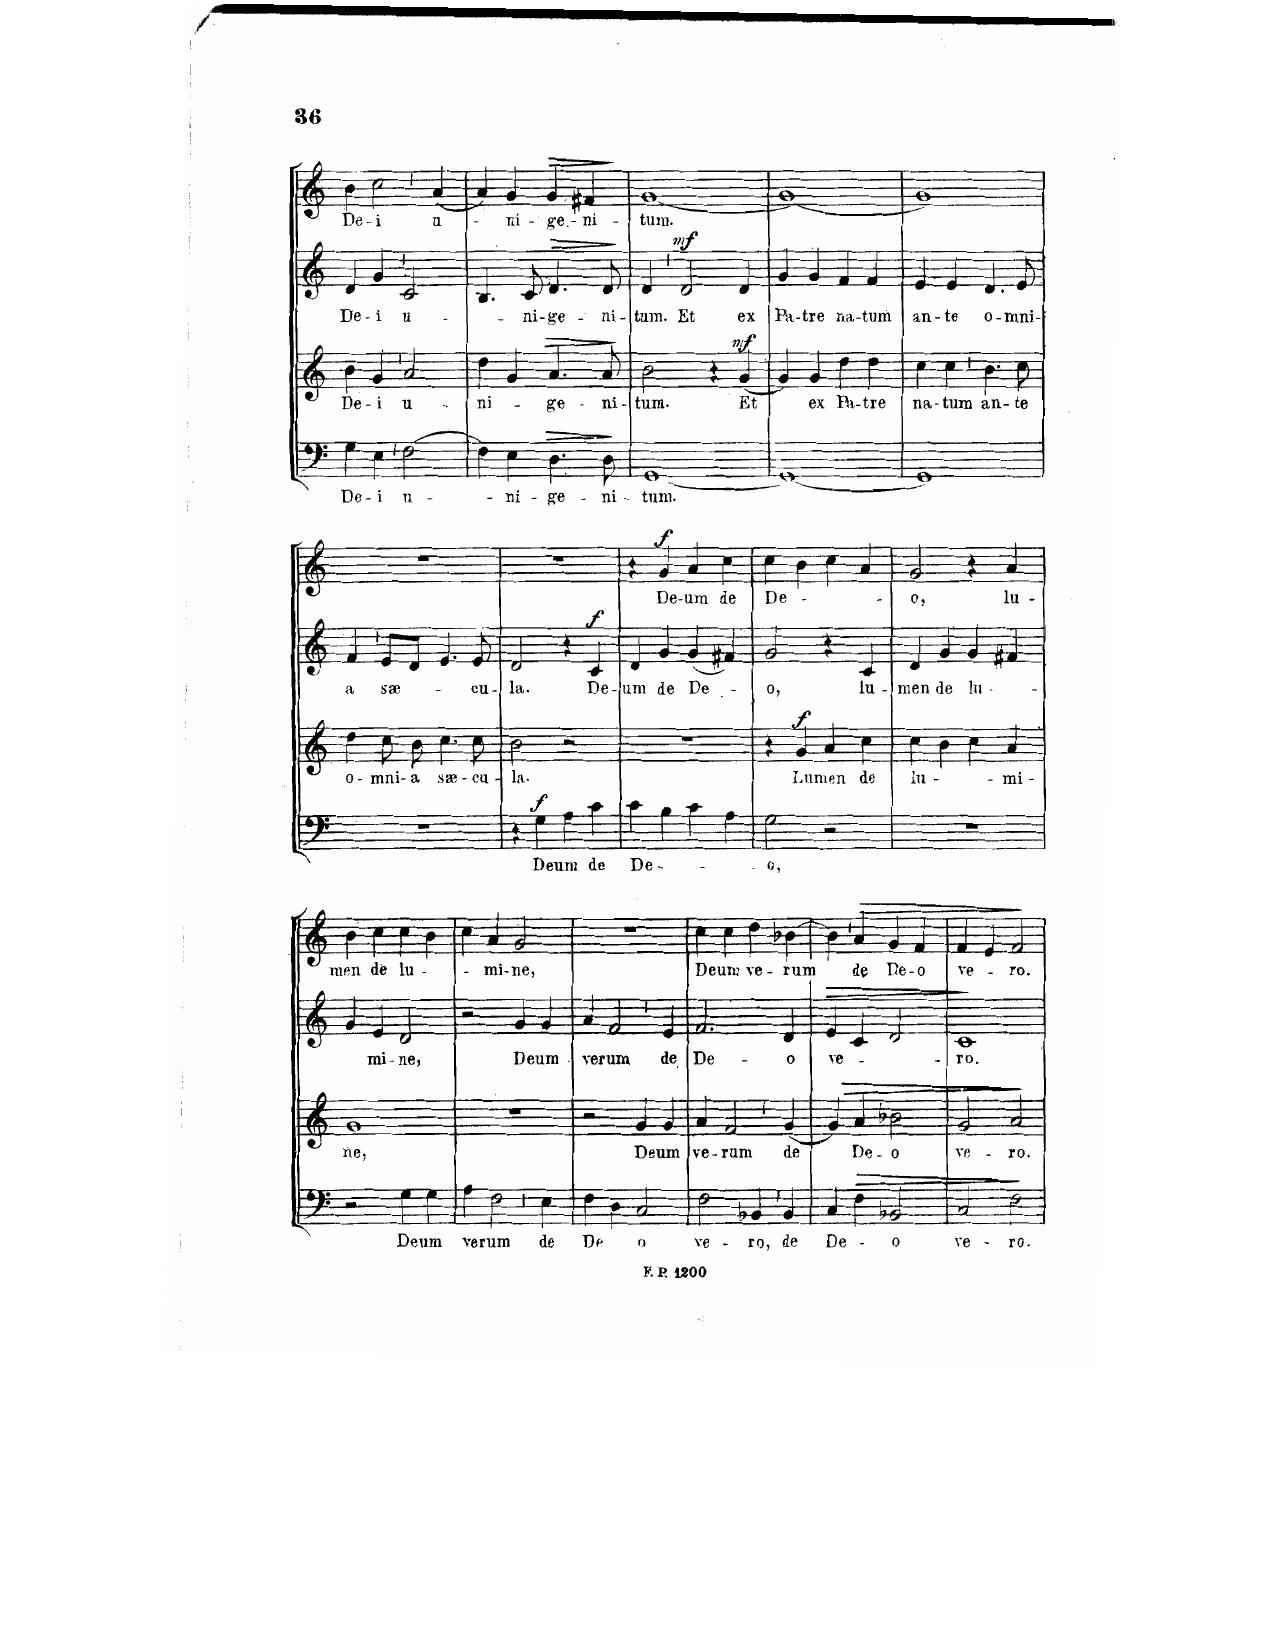 36
De-i u - ni - ge - ni - tum.
mf
De - i u - - ni-ge - ni - tum. Et ex Pa-tre na-tum an - te o-mni-
mf
De-i u - ni - ge - ni - tum. Et ex Pa-tre na-tum an-te
De-i u - - ni - ge - ni - tum.
f
De-um de De - - o, lu -
f
a sæ - cu - la. De-um de De - o, lu - men de lu -
f
o - mni-a sæ-cu - la. Lumen de lu - - mi -
f
Deum de De - - o,
men de lu - - mi-ne, Deum ve - rum de De-o ve - ro.
mi-ne, Deum verum de De - o ve - - ro.
ne, Deum ve-rum de De - o ve - ro.
Deum verum de De o ve - ro, de De - o ve - ro.
F. P. 1200